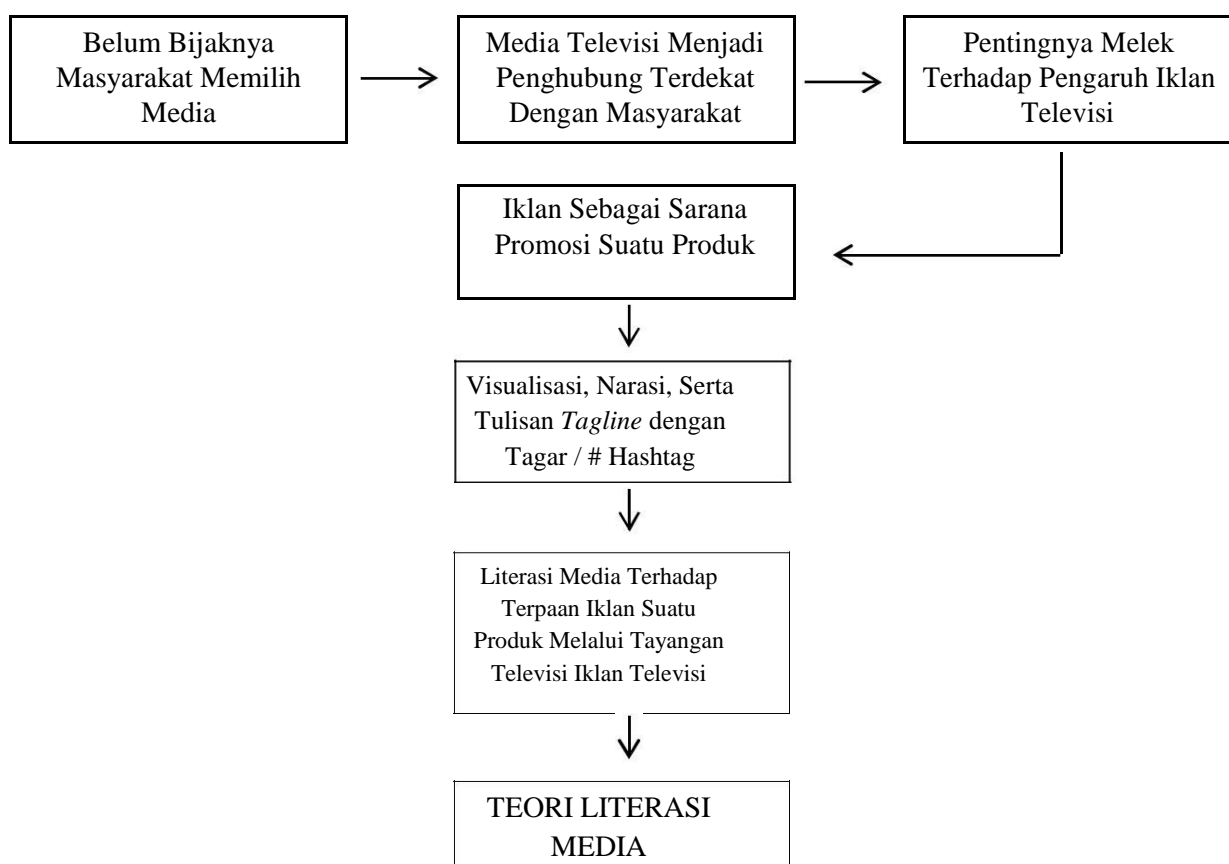 Belum Bijaknya
Masyarakat Memilih
Media
Media Televisi Menjadi
Penghubung Terdekat
Dengan Masyarakat
Pentingnya Melek
Terhadap Pengaruh Iklan
Televisi
Iklan Sebagai Sarana
Promosi Suatu Produk
Visualisasi, Narasi, Serta
Tulisan Tagline dengan
Tagar / # Hashtag
Literasi Media Terhadap
Terpaan Iklan Suatu
Produk Melalui Tayangan
Televisi Iklan Televisi
TEORI LITERASI
MEDIA